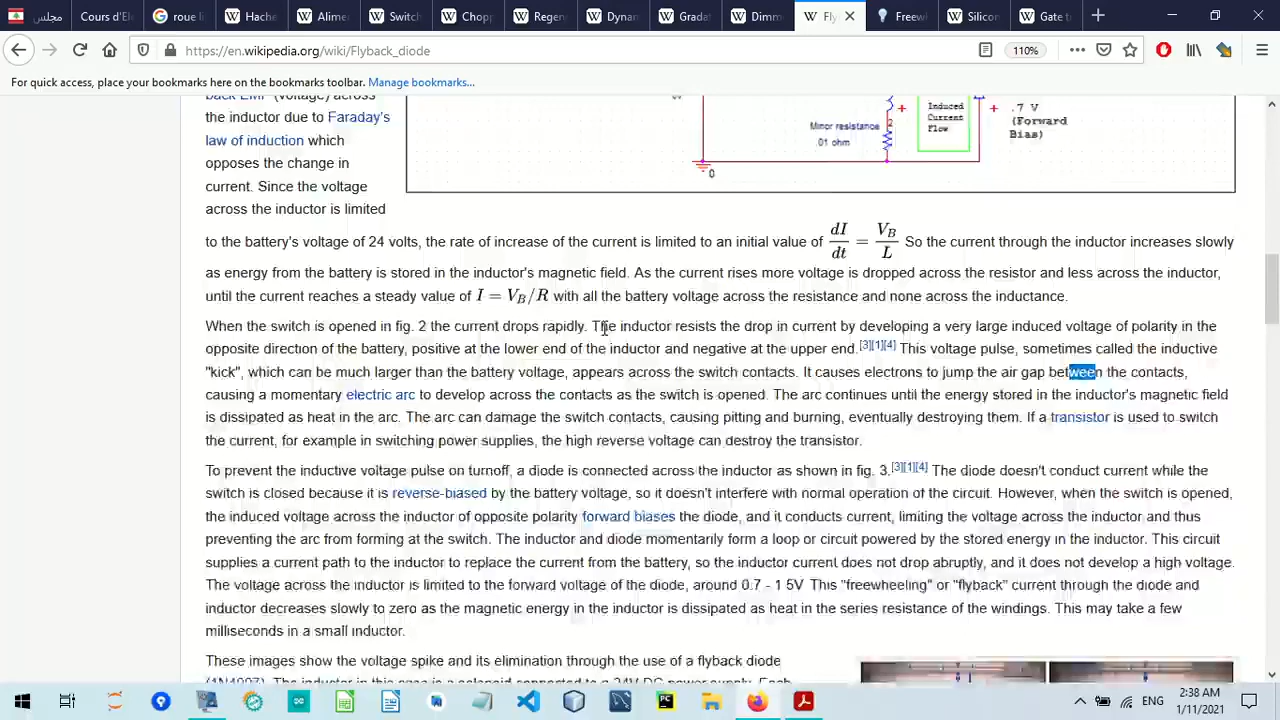 مجلس
Cours d'El
roue li
Hache
Alime
Switch
Chopp
Regen
Dynam
Gradat
Dimm
Fly
Freew
Silicon
Gate t
https://en.wikipedia.org/wiki/Flyback_diode
110%
For quick access, place your bookmarks here on the bookmarks toolbar. Manage bookmarks...
back EMF (voltage) across
the inductor due to Faraday's
law of induction which
opposes the change in
current. Since the voltage
across the inductor is limited
Minor resistance
.01 ohm
2
+
Induced
Current
Flow
+
.7 V
(Forward
Bias)
0
to the battery's voltage of 24 volts, the rate of increase of the current is limited to an initial value of dI/dt = V_B/L So the current through the inductor increases slowly
as energy from the battery is stored in the inductor's magnetic field. As the current rises more voltage is dropped across the resistor and less across the inductor,
until the current reaches a steady value of I = V_B/R with all the battery voltage across the resistance and none across the inductance.
When the switch is opened in fig. 2 the current drops rapidly. The inductor resists the drop in current by developing a very large induced voltage of polarity in the
opposite direction of the battery, positive at the lower end of the inductor and negative at the upper end.[3][1][4] This voltage pulse, sometimes called the inductive
"kick", which can be much larger than the battery voltage, appears across the switch contacts. It causes electrons to jump the air gap between the contacts,
causing a momentary electric arc to develop across the contacts as the switch is opened. The arc continues until the energy stored in the inductor's magnetic field
is dissipated as heat in the arc. The arc can damage the switch contacts, causing pitting and burning, eventually destroying them. If a transistor is used to switch
the current, for example in switching power supplies, the high reverse voltage can destroy the transistor.
To prevent the inductive voltage pulse on turnoff, a diode is connected across the inductor as shown in fig. 3.[3][1][4] The diode doesn't conduct current while the
switch is closed because it is reverse-biased by the battery voltage, so it doesn't interfere with normal operation of the circuit. However, when the switch is opened,
the induced voltage across the inductor of opposite polarity forward biases the diode, and it conducts current, limiting the voltage across the inductor and thus
preventing the arc from forming at the switch. The inductor and diode momentarily form a loop or circuit powered by the stored energy in the inductor. This circuit
supplies a current path to the inductor to replace the current from the battery, so the inductor current does not drop abruptly, and it does not develop a high voltage.
The voltage across the inductor is limited to the forward voltage of the diode, around 0.7 - 1.5V. This "freewheeling" or "flyback" current through the diode and
inductor decreases slowly to zero as the magnetic energy in the inductor is dissipated as heat in the series resistance of the windings. This may take a few
milliseconds in a small inductor.
These images show the voltage spike and its elimination through the use of a flyback diode
(1N4007). The inductor in this case is a solenoid connected to a 24V DC power supply. Each
ENG
2:38 AM
1/11/2021